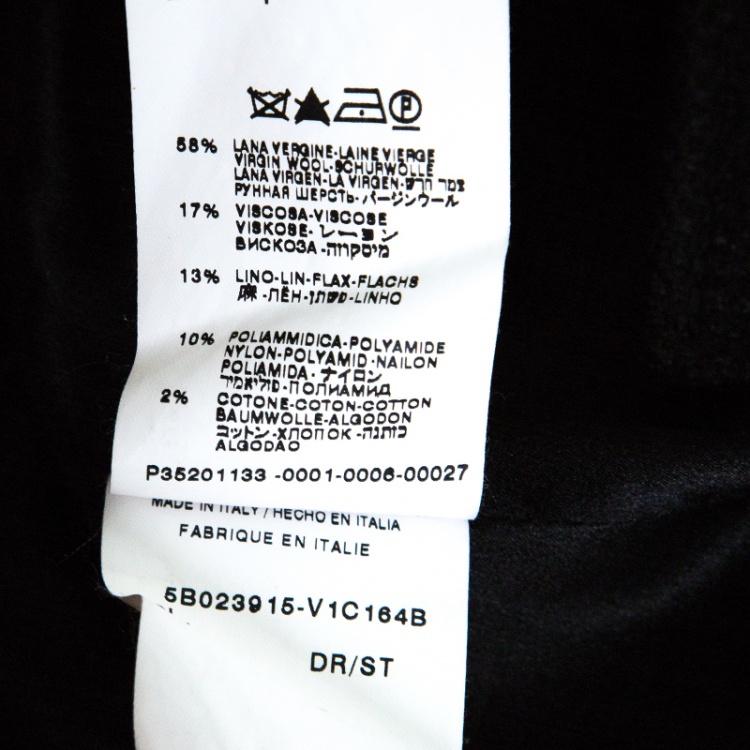 58% LANA VERGINE-LAINE VIERGE
VIRGIN WOOL-SCHURWOLLE
LANA VIRGEN-LA VIRGEN-צמר חדש
РУННАЯ ШЕРСТЬ-バージンウール
17% VISCOSA-VISCOSE
VISKOSE-レーヨン
ВИСКОЗА-מיסקוזה
13% LINO-LIN-FLAX-FLACHS
麻-ЛЁН-פשתן-LINHO
10% POLIAMMIDICA-POLYAMIDE
NYLON-POLYAMID-NAILON
POLIAMIDA-ナイロン
פוליאמיד-ПОЛИАМИД
2% COTONE-COTON-COTTON
BAUMWOLLE-ALGODON
コットン-ХЛОПОК-כותנה
ALGODAO
P35201133 -0001-0006-00027
MADE IN ITALY / HECHO EN ITALIA
FABRIQUE EN ITALIE
5B023915-V1C164B
DR/ST